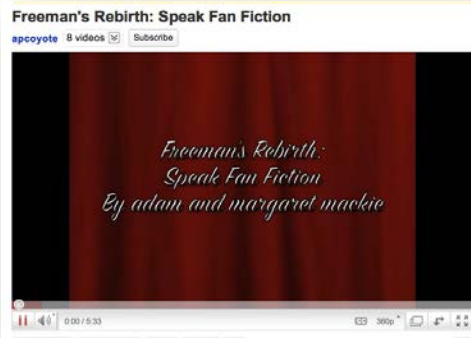 Freeman's Rebirth: Speak Fan Fiction
apcoyote 8 videos Subscribe
Freeman's Rebirth:
Speak Fan Fiction
By adam and margaret mackie
0:00 / 5:33 CC 360p